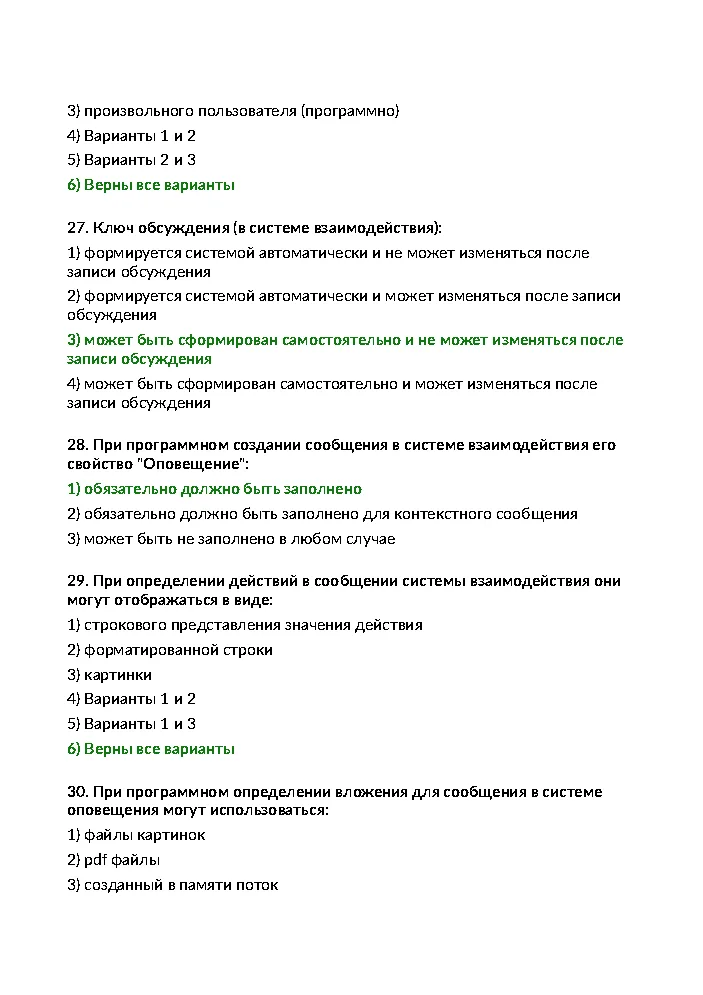 3) произвольного пользователя (программно)
4) Варианты 1 и 2
5) Варианты 2 и 3
6) Верны все варианты
27. Ключ обсуждения (в системе взаимодействия):
1) формируется системой автоматически и не может изменяться после
записи обсуждения
2) формируется системой автоматически и может изменяться после записи
обсуждения
3) может быть сформирован самостоятельно и не может изменяться после
записи обсуждения
4) может быть сформирован самостоятельно и может изменяться после
записи обсуждения
28. При программном создании сообщения в системе взаимодействия его
свойство "Оповещение":
1) обязательно должно быть заполнено
2) обязательно должно быть заполнено для контекстного сообщения
3) может быть не заполнено в любом случае
29. При определении действий в сообщении системы взаимодействия они
могут отображаться в виде:
1) строкового представления значения действия
2) форматированной строки
3) картинки
4) Варианты 1 и 2
5) Варианты 1 и 3
6) Верны все варианты
30. При программном определении вложения для сообщения в системе
оповещения могут использоваться:
1) файлы картинок
2) pdf файлы
3) созданный в памяти поток